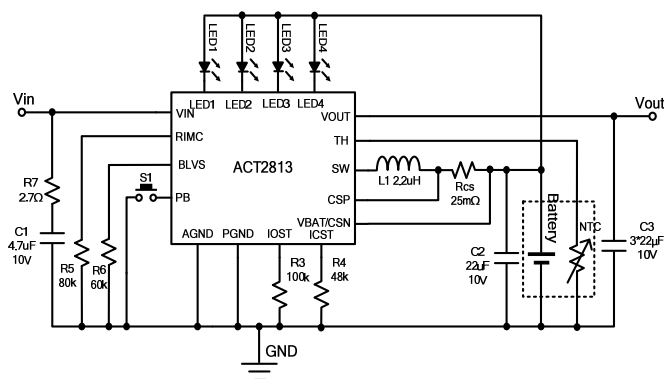 LED1
LED2
LED3
LED4
Vin
Vout
LED1 LED2 LED3 LED4
VIN
VOUT
RIMC
TH
BLVS
ACT2813
SW
L1 2,2uH
Rcs
25mΩ
S1
PB
CSP
VBAT/CSN
AGND
PGND
IOST
ICST
R7
2.7Ω
C1
4,7uF
10V
R5
80k
R6
60k
R3
100k
R4
48k
C2
22uF
10V
Battery
NTC
C3
3*22µF
10V
GND